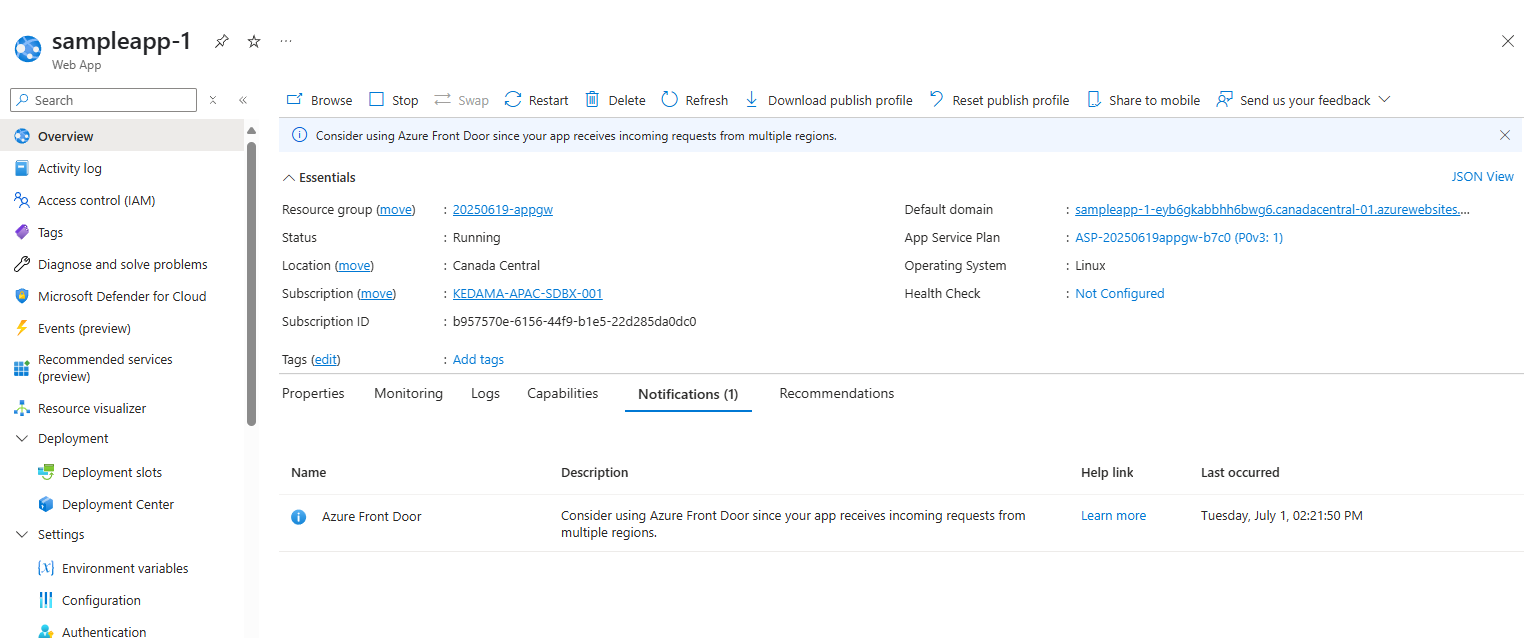 sampleapp-1
...
Web App
Search
Overview
Activity log
Access control (IAM)
Tags
Diagnose and solve problems
Microsoft Defender for Cloud
Events (preview)
Recommended services
(preview)
Resource visualizer
Deployment
Deployment slots
Deployment Center
Settings
Environment variables
Configuration
Authentication
Browse Stop Swap Restart Delete Refresh Download publish profile Reset publish profile Share to mobile Send us your feedback
Consider using Azure Front Door since your app receives incoming requests from multiple regions.
Essentials JSON View
Resource group (move) : 20250619-appgw
Status : Running
Location (move) : Canada Central
Subscription (move) : KEDAMA-APAC-SDBX-001
Subscription ID : b957570e-6156-44f9-b1e5-22d285da0dc0
Tags (edit) : Add tags
Default domain : sampleapp-1-eyb6gkabbhh6bwg6.canadacentral-01.azurewebsites....
App Service Plan : ASP-20250619appgw-b7c0 (P0v3: 1)
Operating System : Linux
Health Check : Not Configured
Properties Monitoring Logs Capabilities Notifications (1) Recommendations
Name Description Help link Last occurred
Azure Front Door Consider using Azure Front Door since your app receives incoming requests from Learn more Tuesday, July 1, 02:21:50 PM
multiple regions.